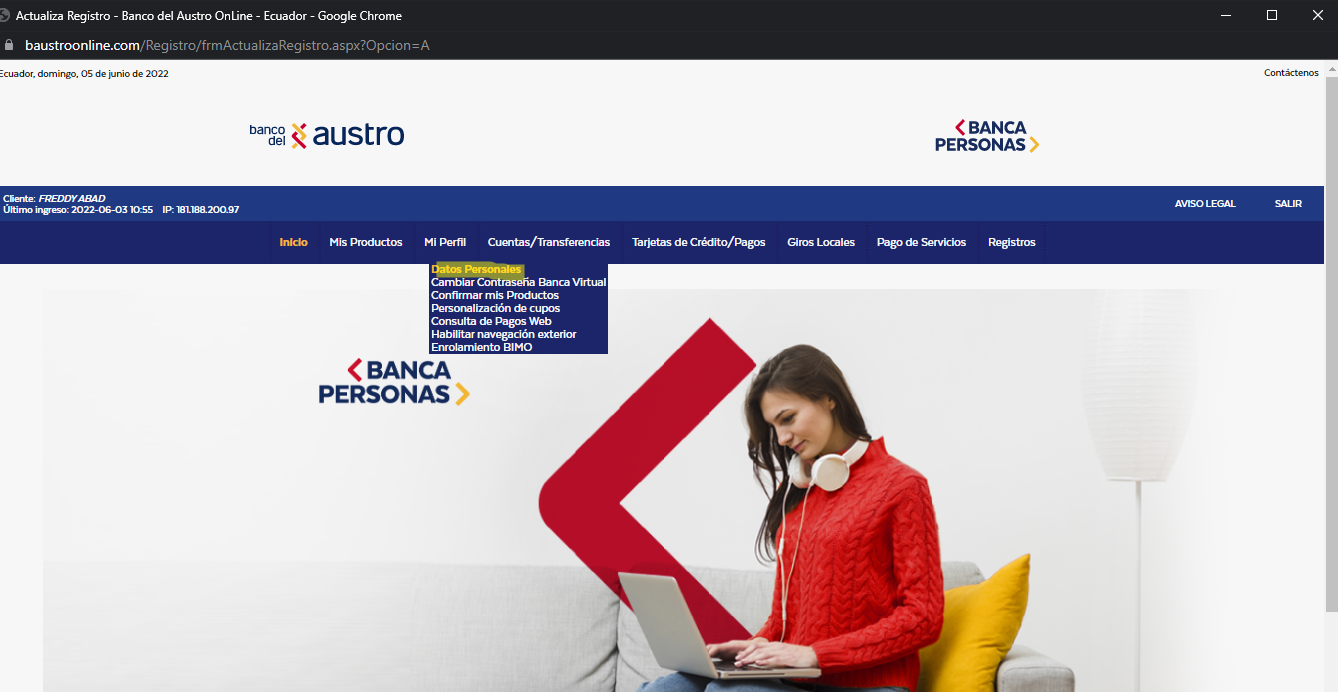 Actualiza Registro - Banco del Austro OnLine - Ecuador - Google Chrome
baustroonline.com/Registro/frmActualizaRegistro.aspx?Opcion=A
Ecuador, domingo, 05 de junio de 2022
Contáctenos
banco del austro
BANCA
PERSONAS
Cliente: FREDDY ABAD
Último ingreso: 2022-06-03 10:55 IP: 181.188.200.97
AVISO LEGAL SALIR
Inicio Mis Productos Mi Perfil Cuentas/Transferencias Tarjetas de Crédito/Pagos Giros Locales Pago de Servicios Registros
Datos Personales
Cambiar Contraseña Banca Virtual
Confirmar mis Productos
Personalización de cupos
Consulta de Pagos Web
Habilitar navegación exterior
Enrolamiento BIMO
BANCA
PERSONAS